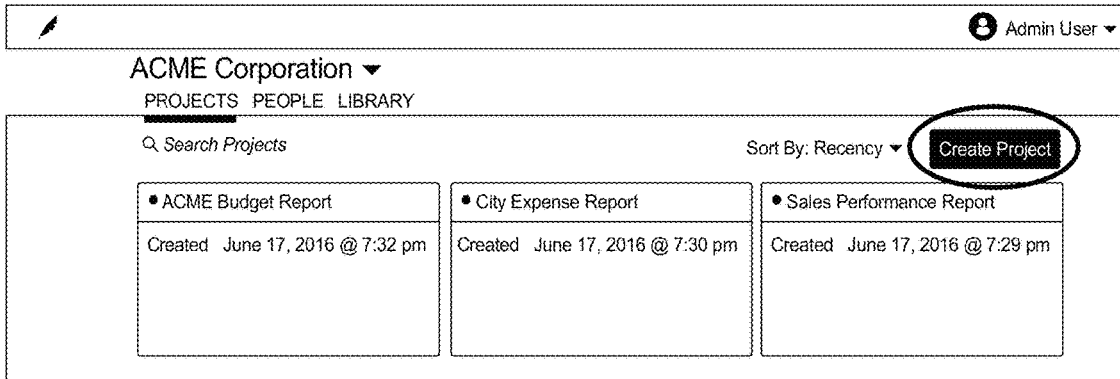 Admin User
ACME Corporation
PROJECTS PEOPLE LIBRARY
Search Projects
Sort By: Recency
Create Project
ACME Budget Report
City Expense Report
Sales Performance Report
Created June 17, 2016 @ 7:32 pm
Created June 17, 2016 @ 7:30 pm
Created June 17, 2016 @ 7:29 pm